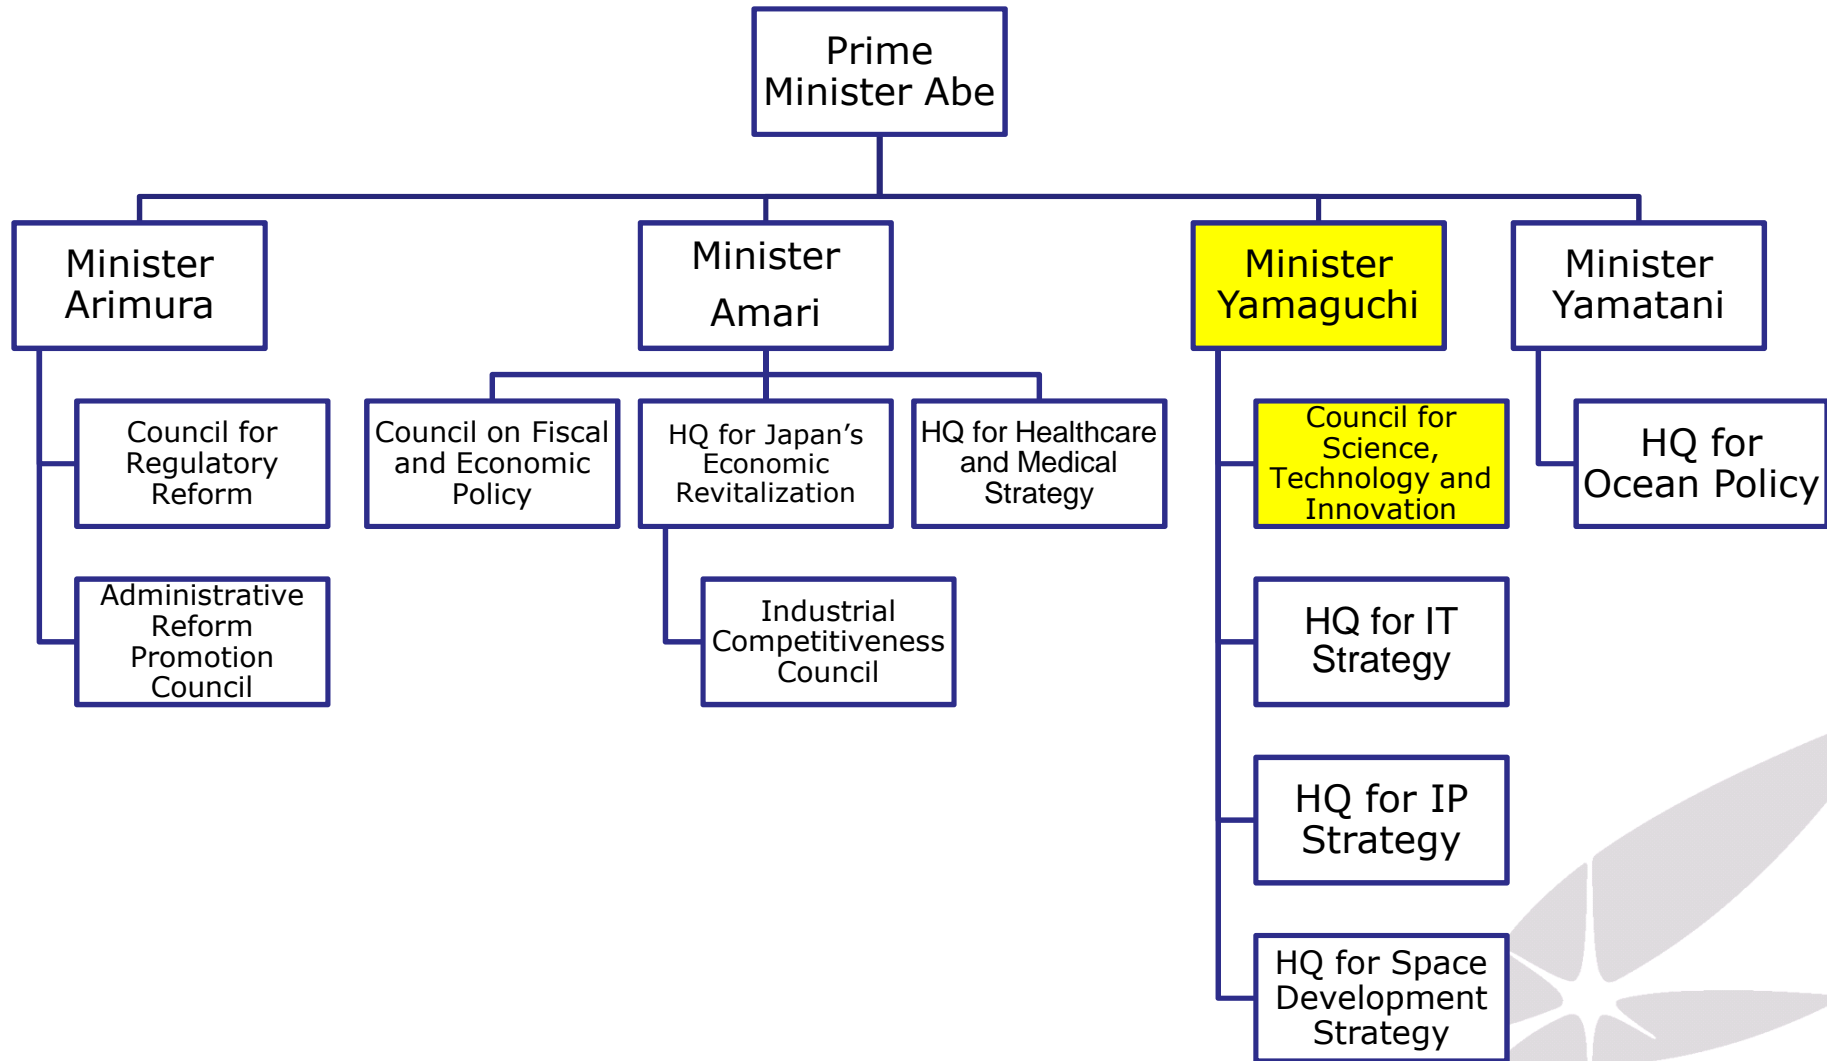 Prime
Minister Abe
Minister
Arimura
Minister
Amari
Minister
Yamaguchi
Minister
Yamatani
Council for
Regulatory
Reform
Council on Fiscal
and Economic
Policy
HQ for Japan’s
Economic
Revitalization
HQ for Healthcare
and Medical
Strategy
Council for
Science,
Technology and
Innovation
HQ for
Ocean Policy
Administrative
Reform
Promotion
Council
Industrial
Competitiveness
Council
HQ for IT
Strategy
HQ for IP
Strategy
HQ for Space
Development
Strategy